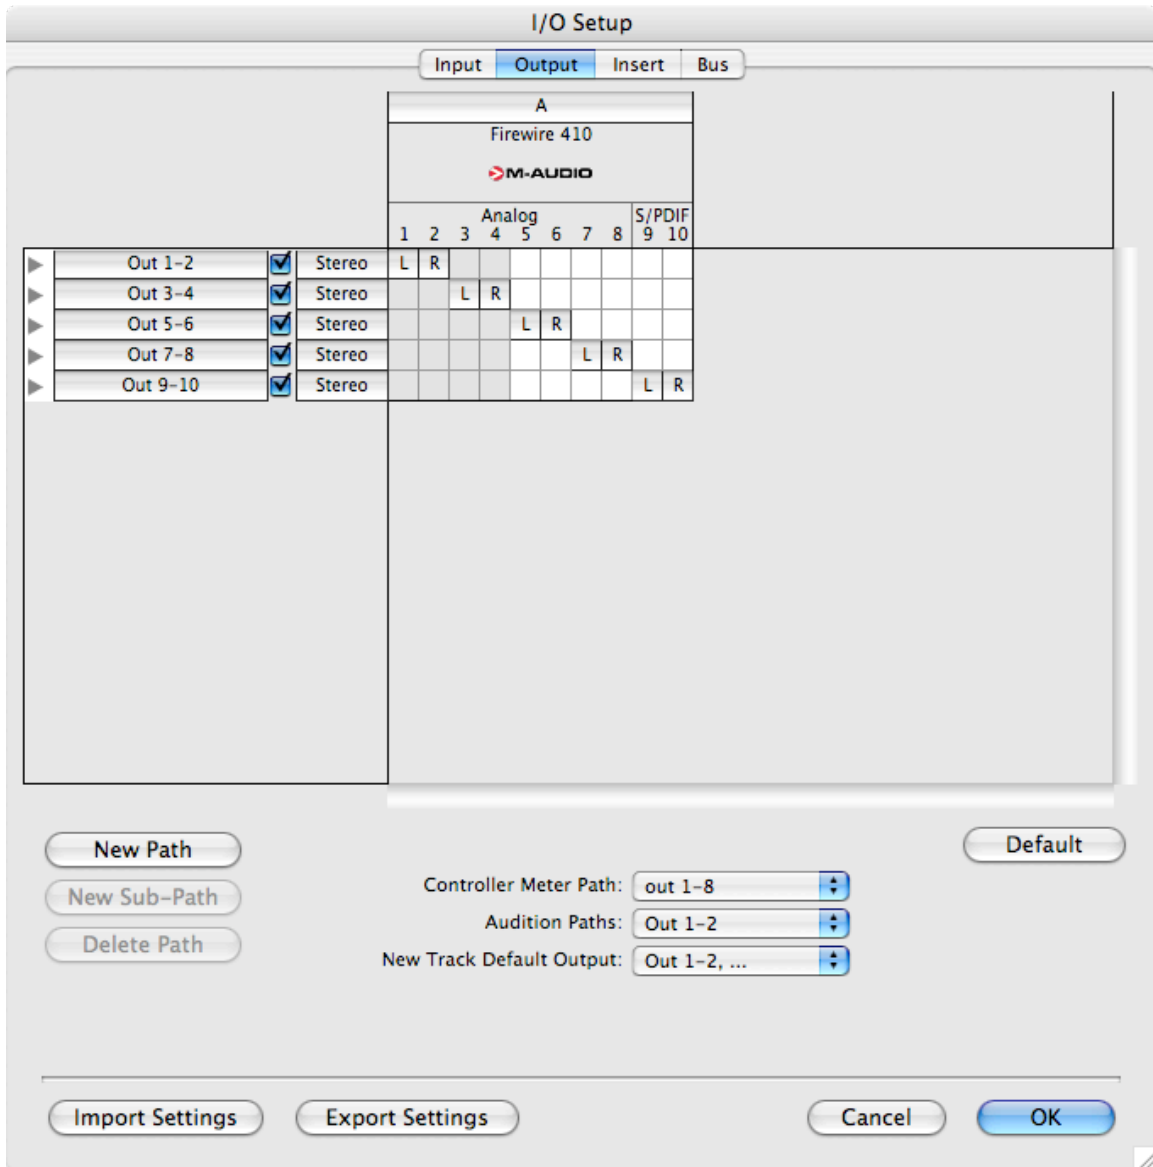 I/O Setup
Input Output Insert Bus
A
Firewire 410
M-AUDIO
Analog S/PDIF
1 2 3 4 5 6 7 8 9 10
Out 1-2 Stereo L R
Out 3-4 Stereo L R
Out 5-6 Stereo L R
Out 7-8 Stereo L R
Out 9-10 Stereo L R
New Path Default
New Sub-Path Controller Meter Path: out 1-8
Audition Paths: Out 1-2
Delete Path New Track Default Output: Out 1-2, ...
Import Settings Export Settings Cancel OK